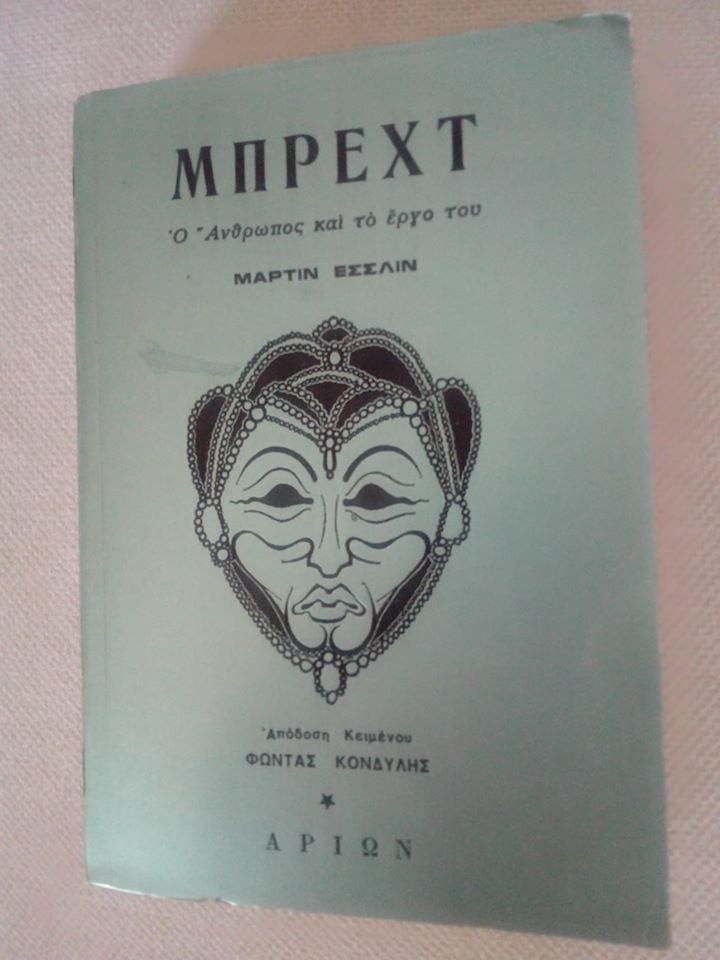 ΜΠΡΕΧΤ
Ὁ Ἄνθρωπος καὶ τὸ ἔργο του
ΜΑΡΤΙΝ ΕΣΣΛΙΝ
Ἀπόδοση Κειμένου
ΦΩΝΤΑΣ ΚΟΝΔΥΛΗΣ
ΑΡΙΩΝ